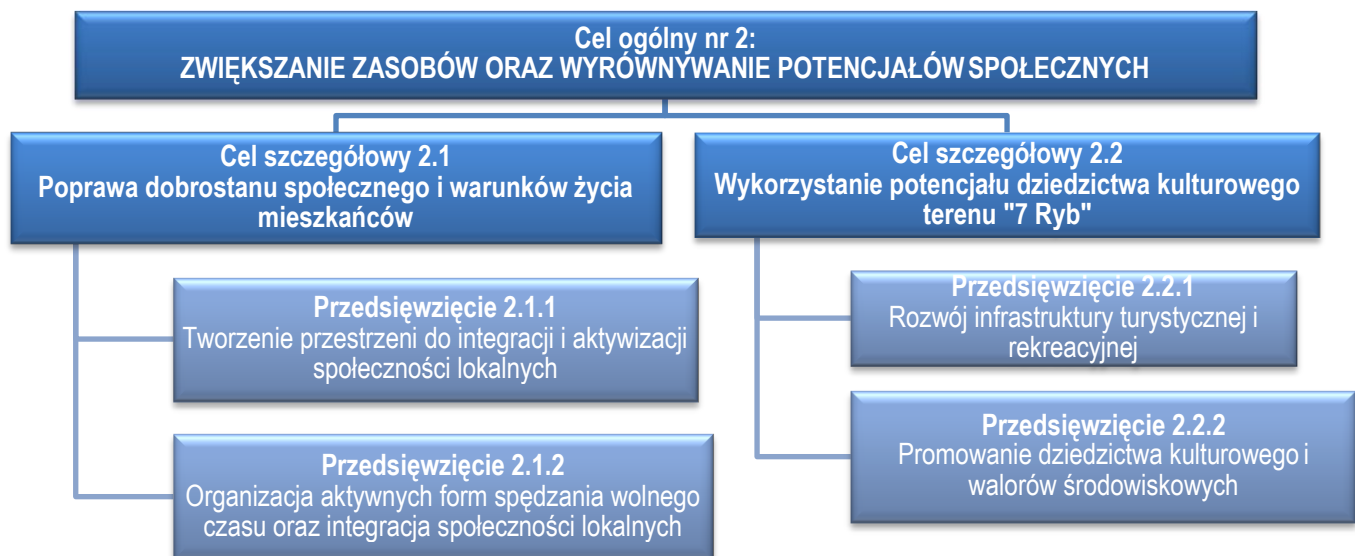 Cel ogólny nr 2:
ZWIĘKSZANIE ZASOBÓW ORAZ WYRÓWNYWANIE POTENCJAŁÓW SPOŁECZNYCH
Cel szczegółowy 2.1
Poprawa dobrostanu społecznego i warunków życia
mieszkańców
Przedsięwzięcie 2.1.1
Tworzenie przestrzeni do integracji i aktywizacji
społeczności lokalnych
Przedsięwzięcie 2.1.2
Organizacja aktywnych form spędzania wolnego
czasu oraz integracja społeczności lokalnych
Cel szczegółowy 2.2
Wykorzystanie potencjału dziedzictwa kulturowego
terenu "7 Ryb"
Przedsięwzięcie 2.2.1
Rozwój infrastruktury turystycznej i
rekreacyjnej
Przedsięwzięcie 2.2.2
Promowanie dziedzictwa kulturowego i
walorów środowiskowych